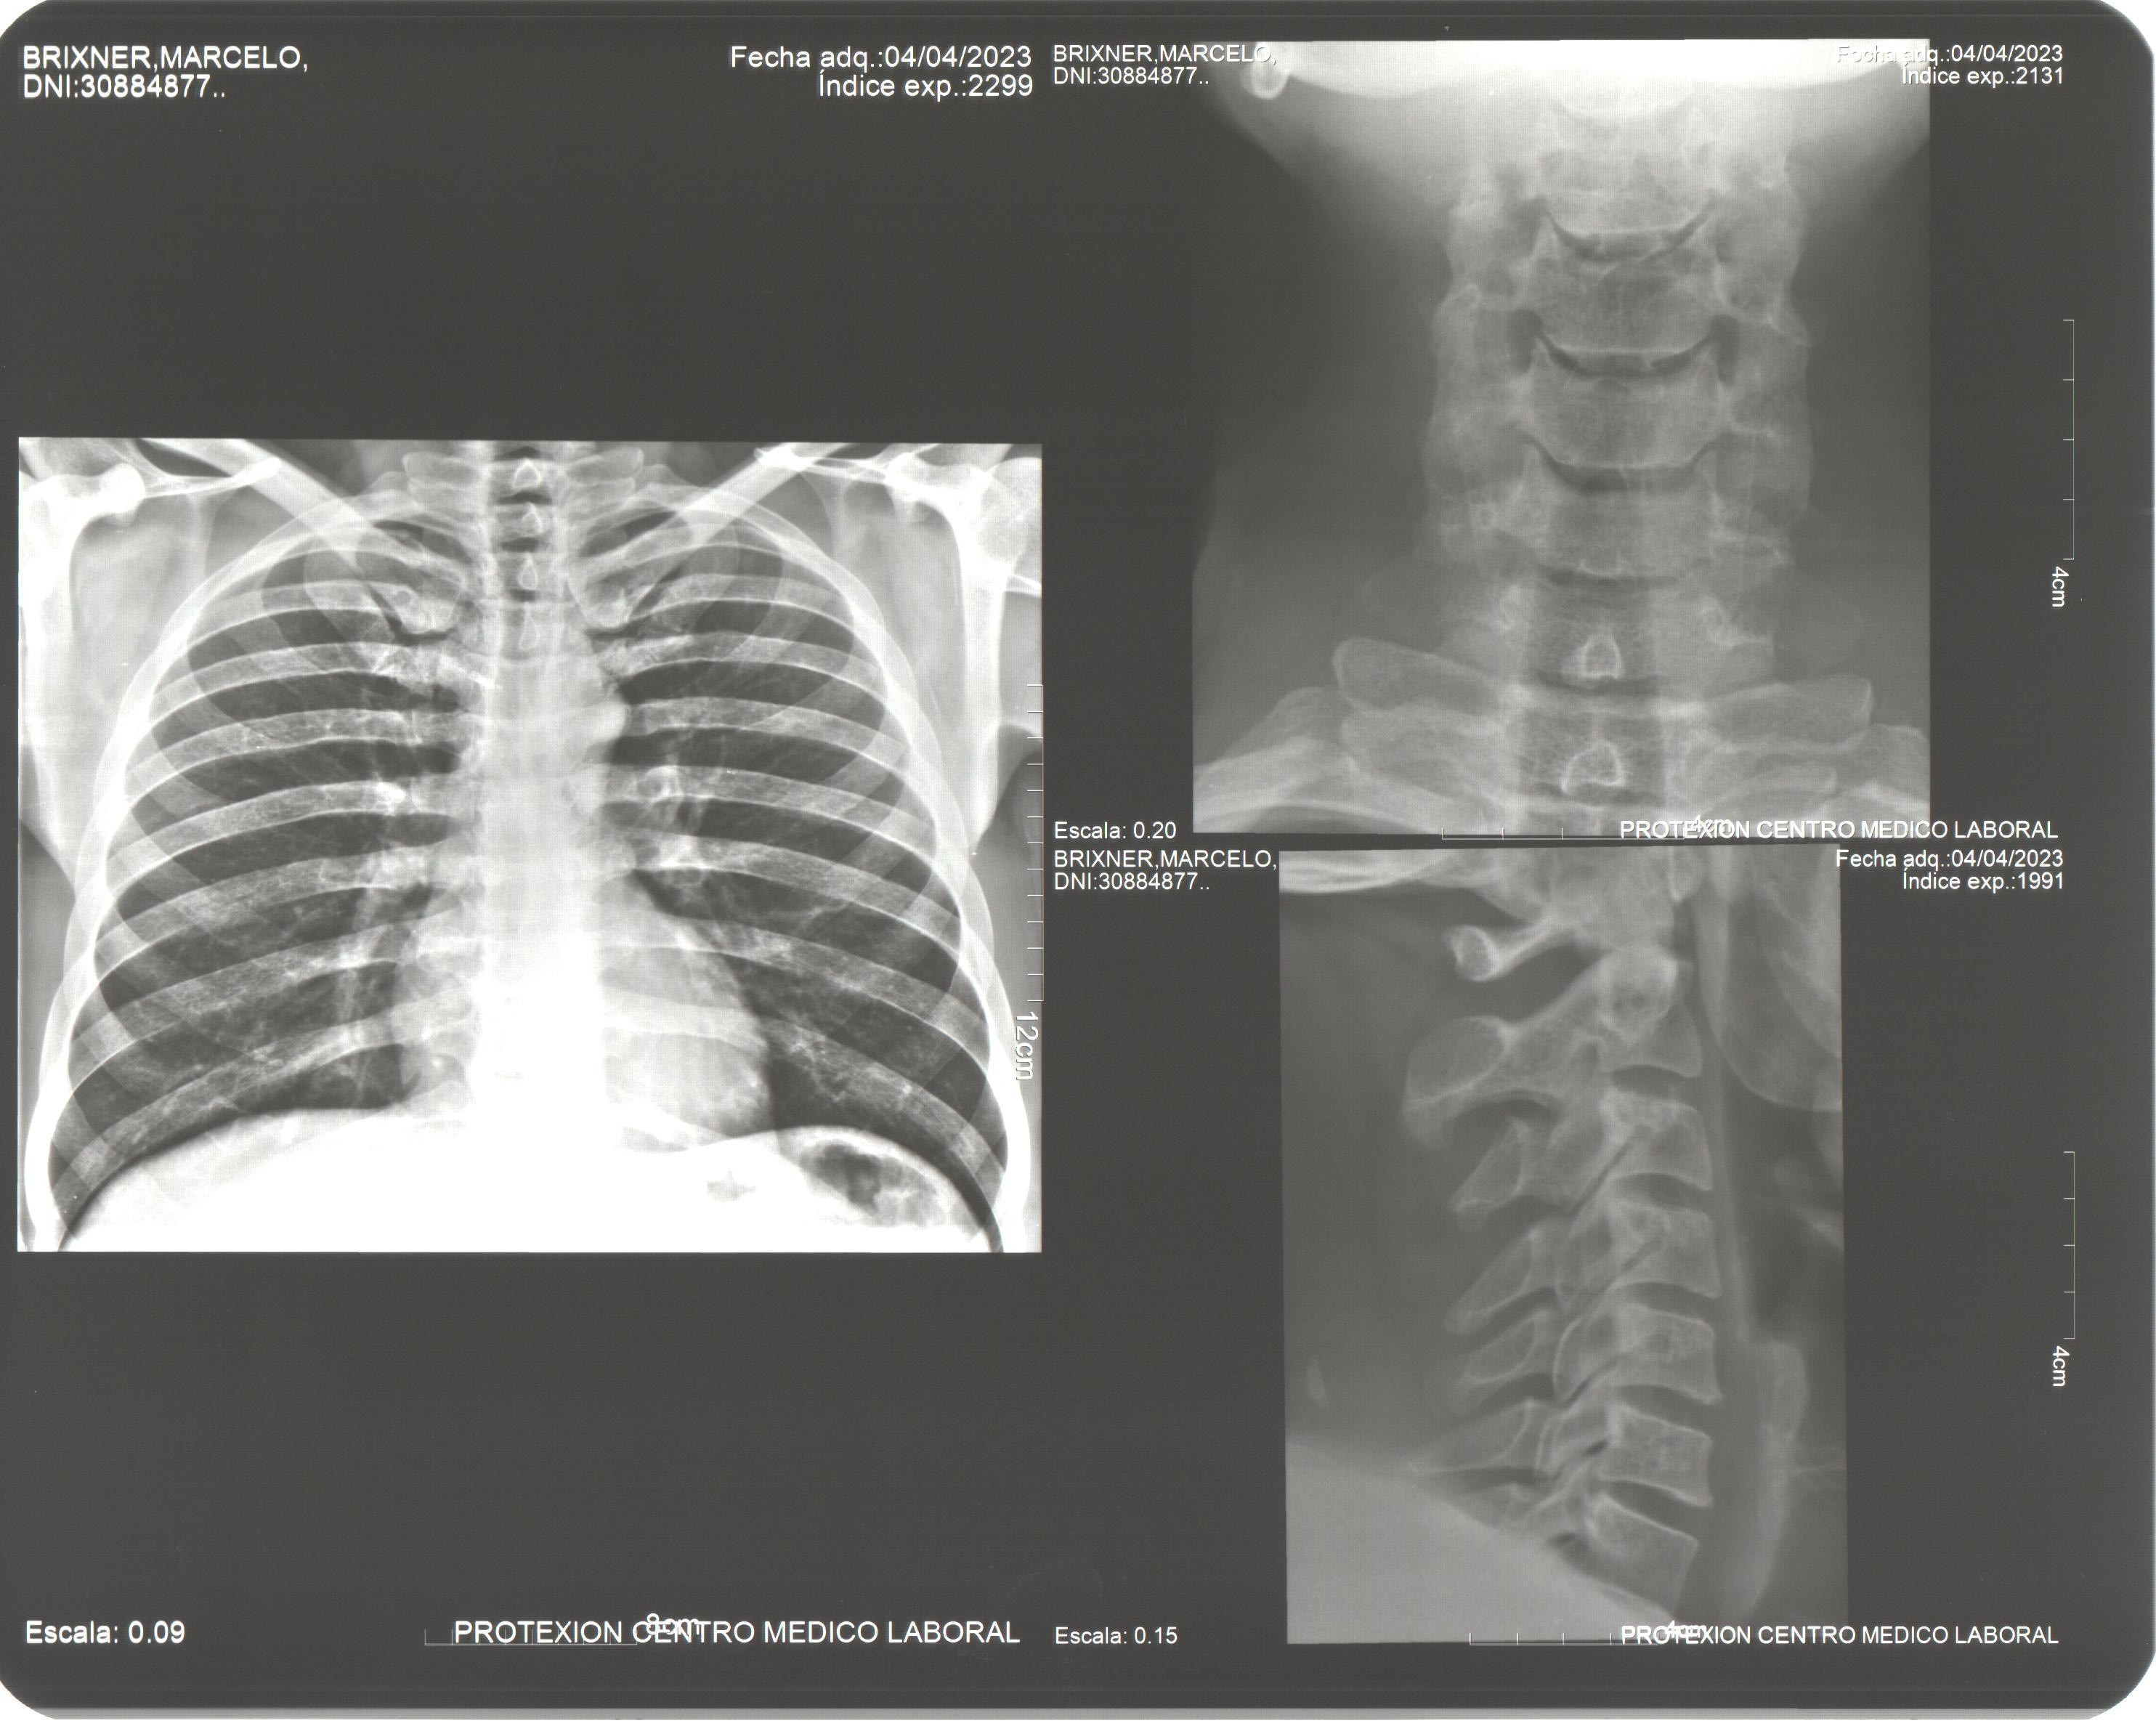 BRIXNER,MARCELO,
DNI:30884877..
Fecha adq.:04/04/2023
Índice exp.:2299
12cm
Escala: 0.09
8cm
PROTEXION CENTRO MEDICO LABORAL
BRIXNER,MARCELO,
DNI:30884877..
Fecha adq.:04/04/2023
Índice exp.:2131
4cm
Escala: 0.20
4cm
PROTEXION CENTRO MEDICO LABORAL
BRIXNER,MARCELO,
DNI:30884877..
Fecha adq.:04/04/2023
Índice exp.:1991
4cm
Escala: 0.15
4cm
PROTEXION CENTRO MEDICO LABORAL